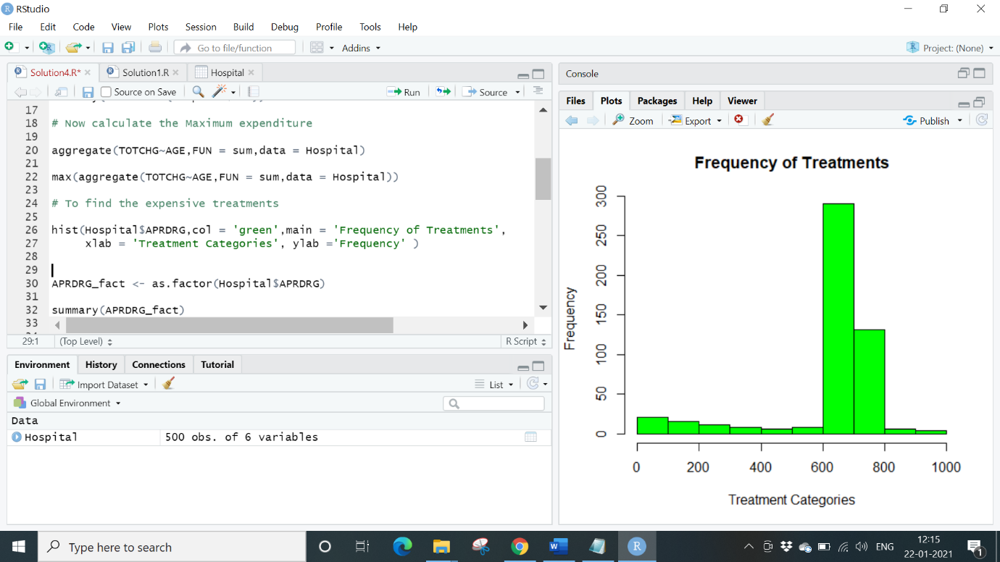 RStudio
File Edit Code View Plots Session Build Debug Profile Tools Help
Go to file/function Addins Project: (None)
Solution4.R* Solution1.R Hospital
Source on Save Run Source
17
18 # Now calculate the Maximum expenditure
19
20 aggregate(TOTCHG~AGE,FUN = sum,data = Hospital)
21
22 max(aggregate(TOTCHG~AGE,FUN = sum,data = Hospital))
23
24 # To find the expensive treatments
25
26 hist(Hospital$APRDRG,col = 'green',main = 'Frequency of Treatments',
27 xlab = 'Treatment Categories', ylab ='Frequency' )
28
29
30 APRDRG_fact <- as.factor(Hospital$APRDRG)
31
32 summary(APRDRG_fact)
33
29:1 (Top Level) R Script
Environment History Connections Tutorial
Import Dataset List
Global Environment
Data
Hospital 500 obs. of 6 variables
Console
Files Plots Packages Help Viewer
Zoom Export Publish
Frequency of Treatments
Frequency
300
250
200
150
100
50
0
0 200 400 600 800 1000
Treatment Categories
Type here to search
ENG
12:15
22-01-2021
1